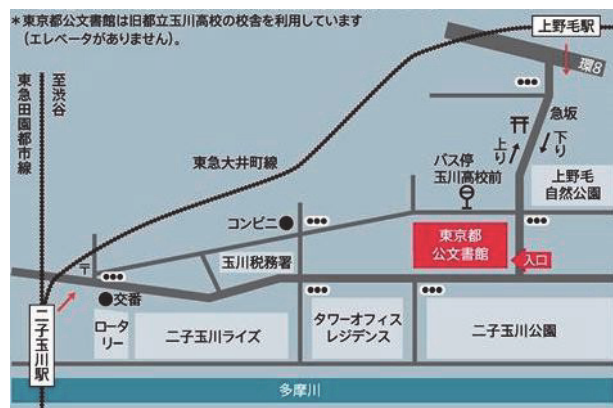 *東京都公文書館は旧都立玉川高校の校舎を利用しています
(エレベータがありません)。
上野毛駅
環8
東急田園都市線
至渋谷
急坂
上り
下り
東急大井町線
バス停
玉川高校前
上野毛
自然公園
コンビニ
東京都
公文書館
入口
玉川税務署
〒
交番
二子玉川駅
ロータ
リー
二子玉川ライズ
タワーオフィス
レジデンス
二子玉川公園
多摩川